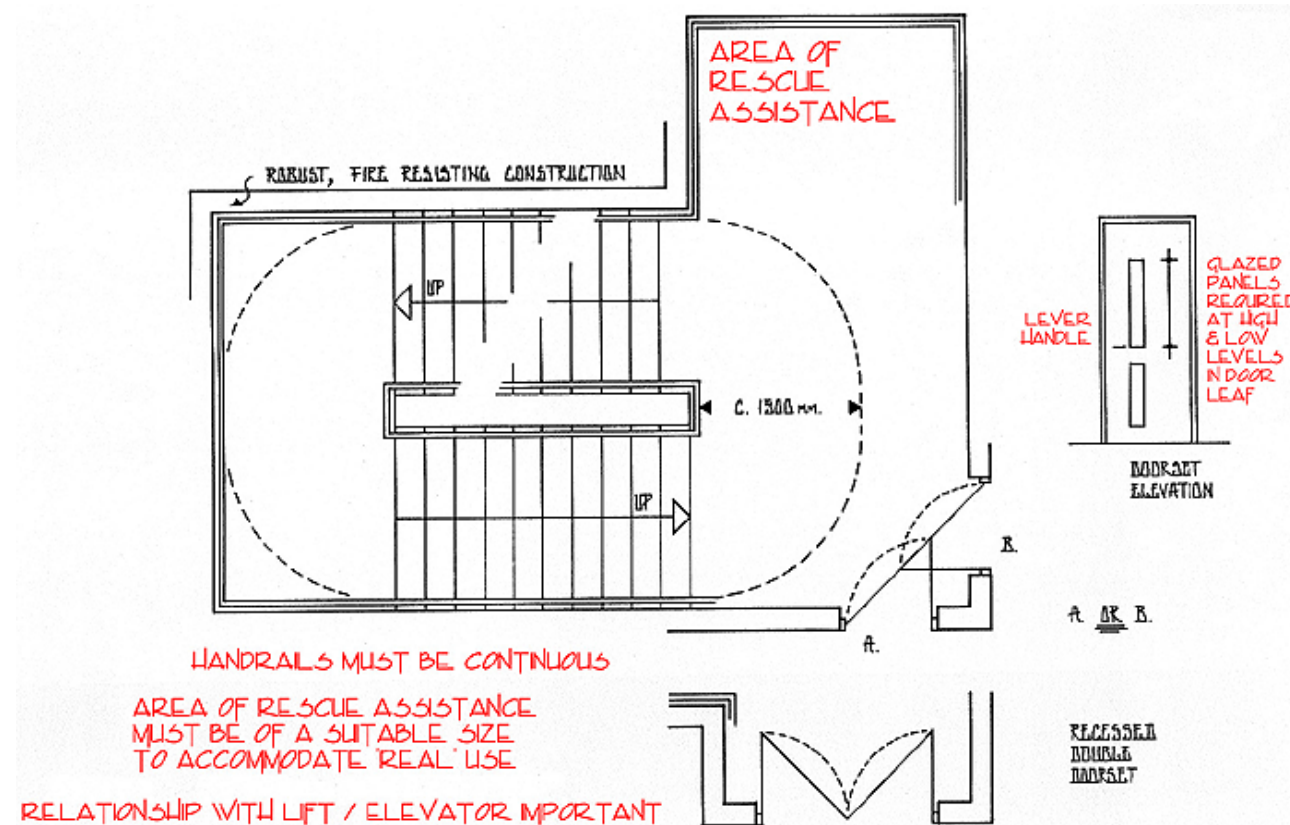 AREA OF
RESCUE
ASSISTANCE
ROBUST, FIRE RESISTING CONSTRUCTION
UP
C. 1500 MM.
UP
LEVER
HANDLE
GLAZED
PANELS
REQUIRED
AT HIGH
& LOW
LEVELS
IN DOOR
LEAF
DOORSET
ELEVATION
B.
A.
A OR B.
HANDRAILS MUST BE CONTINUOUS
AREA OF RESCUE ASSISTANCE
MUST BE OF A SUITABLE SIZE
TO ACCOMMODATE 'REAL' USE
RELATIONSHIP WITH LIFT / ELEVATOR IMPORTANT
RECESSED
DOUBLE
DOORSET